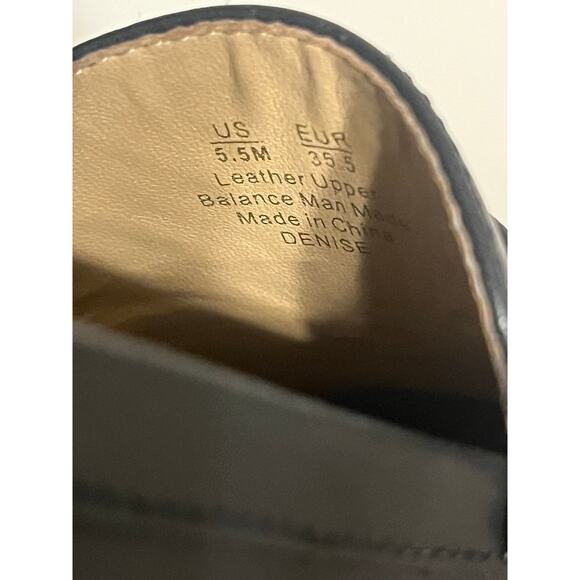 US EUR
5.5M 35.5
Leather Upper
Balance Man Made
Made in China
DENISE